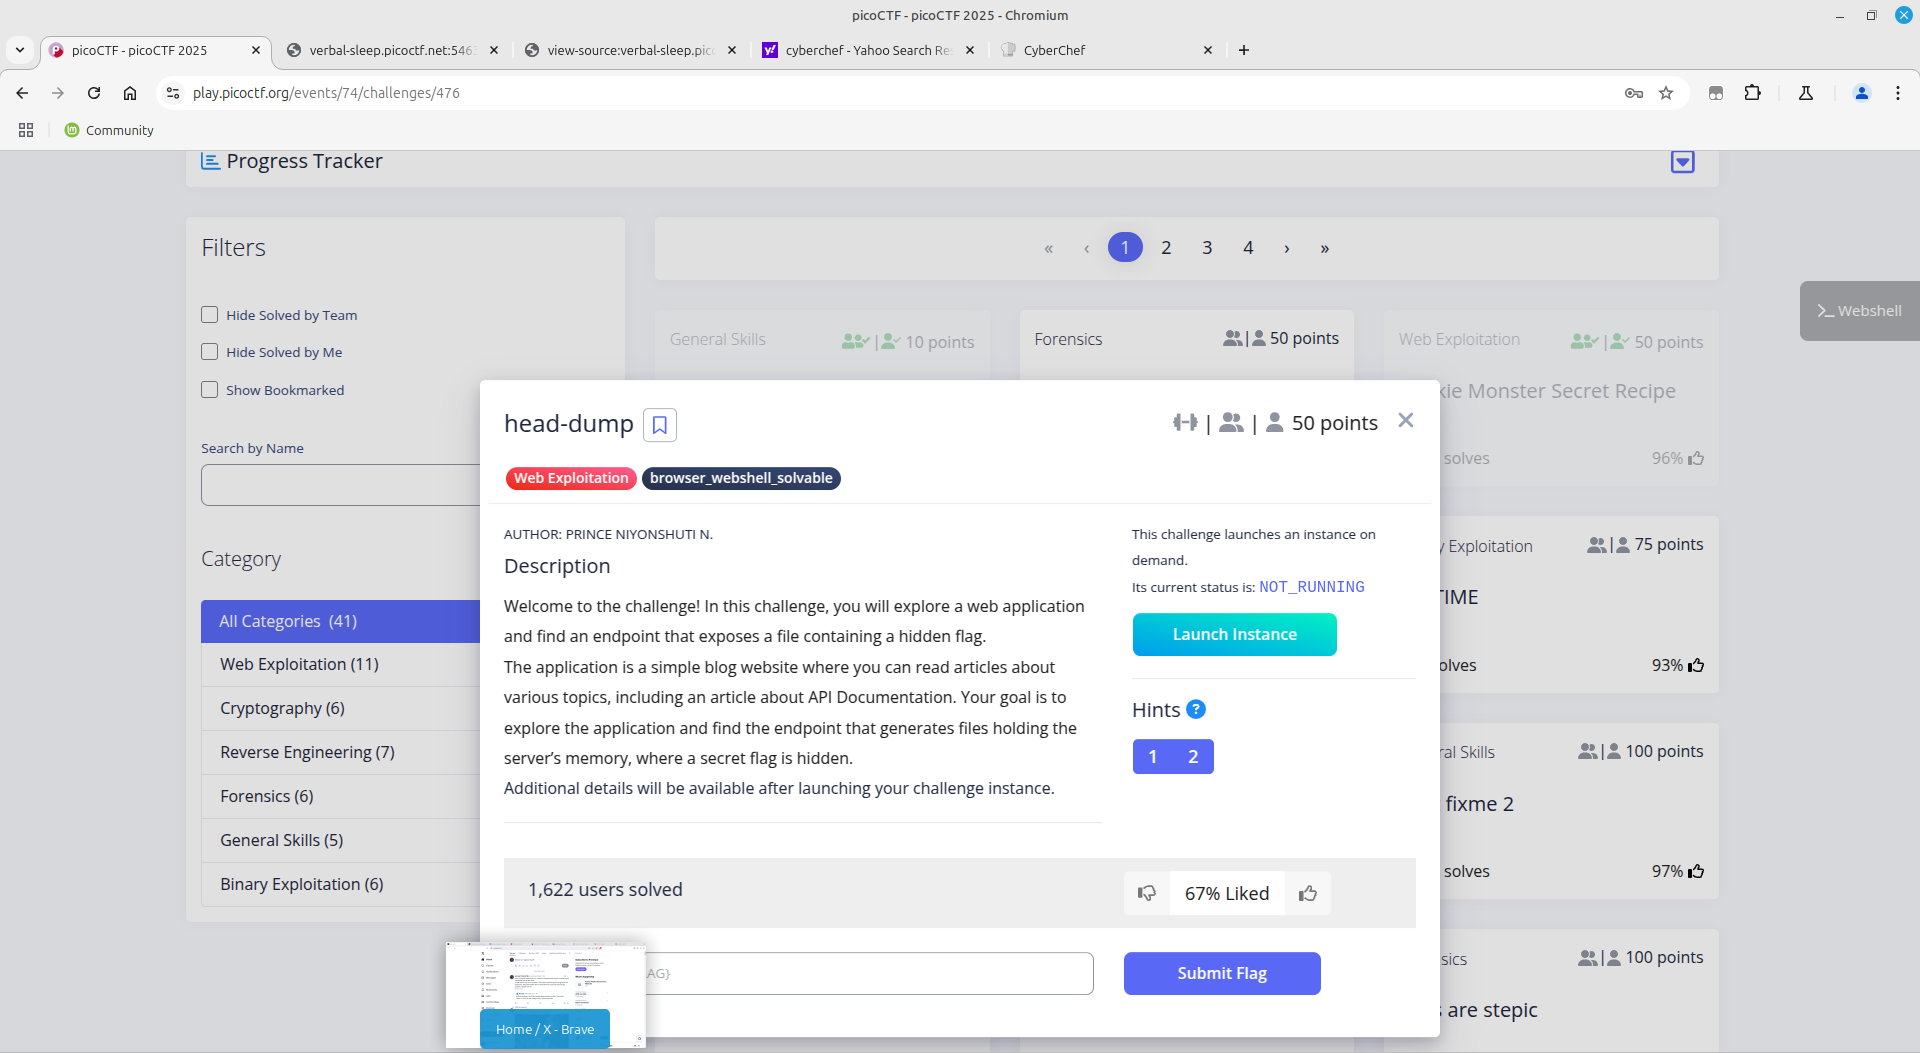 picoCTF - picoCTF 2025 - Chromium
picoCTF - picoCTF 2025
verbal-sleep.picoctf.net:546
view-source:verbal-sleep.pic
cyberchef - Yahoo Search Re
CyberChef
play.picoctf.org/events/74/challenges/476
Community
Progress Tracker
Filters
Hide Solved by Team
Hide Solved by Me
Show Bookmarked
Search by Name
Category
All Categories (41)
Web Exploitation (11)
Cryptography (6)
Reverse Engineering (7)
Forensics (6)
General Skills (5)
Binary Exploitation (6)
« ‹ 1 2 3 4 › »
Webshell
General Skills | 10 points
Forensics | 50 points
Web Exploitation | 50 points
kie Monster Secret Recipe
solves 96%
y Exploitation | 75 points
TIME
olves 93%
ral Skills | 100 points
fixme 2
solves 97%
sics | 100 points
s are stepic
head-dump
| | 50 points
Web Exploitation browser_webshell_solvable
AUTHOR: PRINCE NIYONSHUTI N.
Description
Welcome to the challenge! In this challenge, you will explore a web application
and find an endpoint that exposes a file containing a hidden flag.
The application is a simple blog website where you can read articles about
various topics, including an article about API Documentation. Your goal is to
explore the application and find the endpoint that generates files holding the
server’s memory, where a secret flag is hidden.
Additional details will be available after launching your challenge instance.
This challenge launches an instance on
demand.
Its current status is: NOT_RUNNING
Launch Instance
Hints ?
1 2
1,622 users solved
67% Liked
AG}
Submit Flag
Home / X - Brave